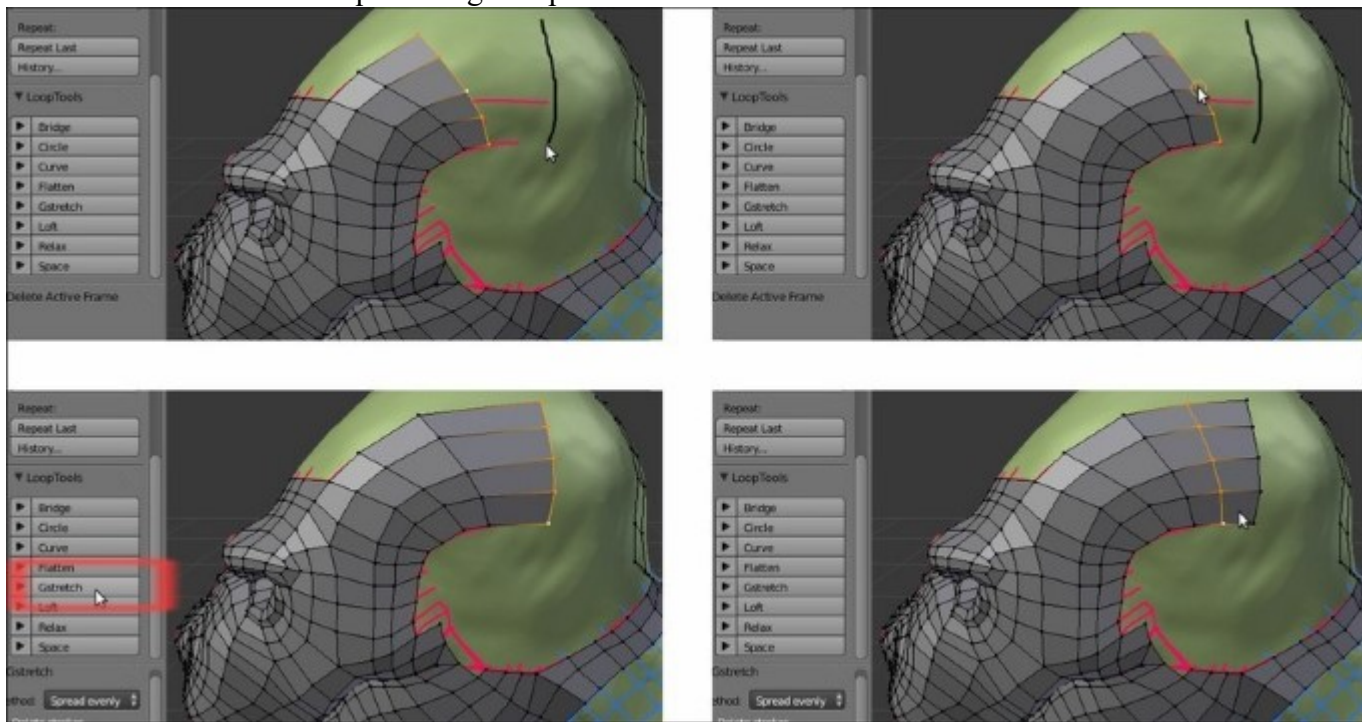 Repeat:
Repeat Last
History...
LoopTools
Bridge
Circle
Curve
Flatten
Gstretch
Loft
Relax
Space
Delete Active Frame
Repeat:
Repeat Last
History...
LoopTools
Bridge
Circle
Curve
Flatten
Gstretch
Loft
Relax
Space
Delete Active Frame
Repeat:
Repeat Last
History...
LoopTools
Bridge
Circle
Curve
Flatten
Gstretch
Loft
Relax
Space
Gstretch
ethod: Spread evenly
Repeat:
Repeat Last
History...
LoopTools
Bridge
Circle
Curve
Flatten
Gstretch
Loft
Relax
Space
Gstretch
ethod: Spread evenly